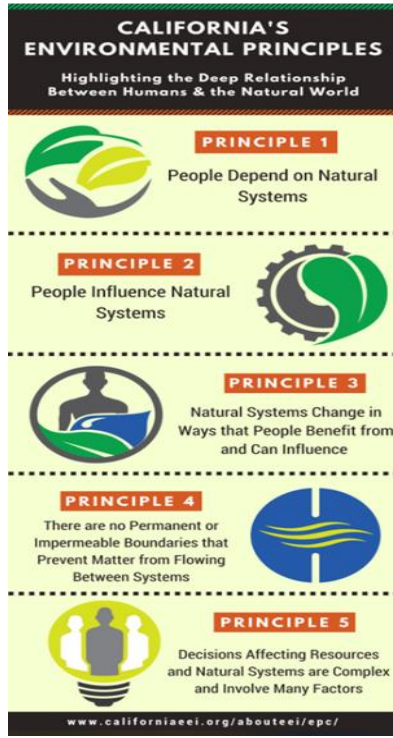 CALIFORNIA'S
ENVIRONMENTAL PRINCIPLES
Highlighting the Deep Relationship
Between Humans & the Natural World
PRINCIPLE 1
People Depend on Natural
Systems
PRINCIPLE 2
People Influence Natural
Systems
PRINCIPLE 3
Natural Systems Change in
Ways that People Benefit from
and Can Influence
PRINCIPLE 4
There are no Permanent or
Impermeable Boundaries that
Prevent Matter from Flowing
Between Systems
PRINCIPLE 5
Decisions Affecting Resources
and Natural Systems are Complex
and Involve Many Factors
www.californiaeei.org/abouteei/epc/